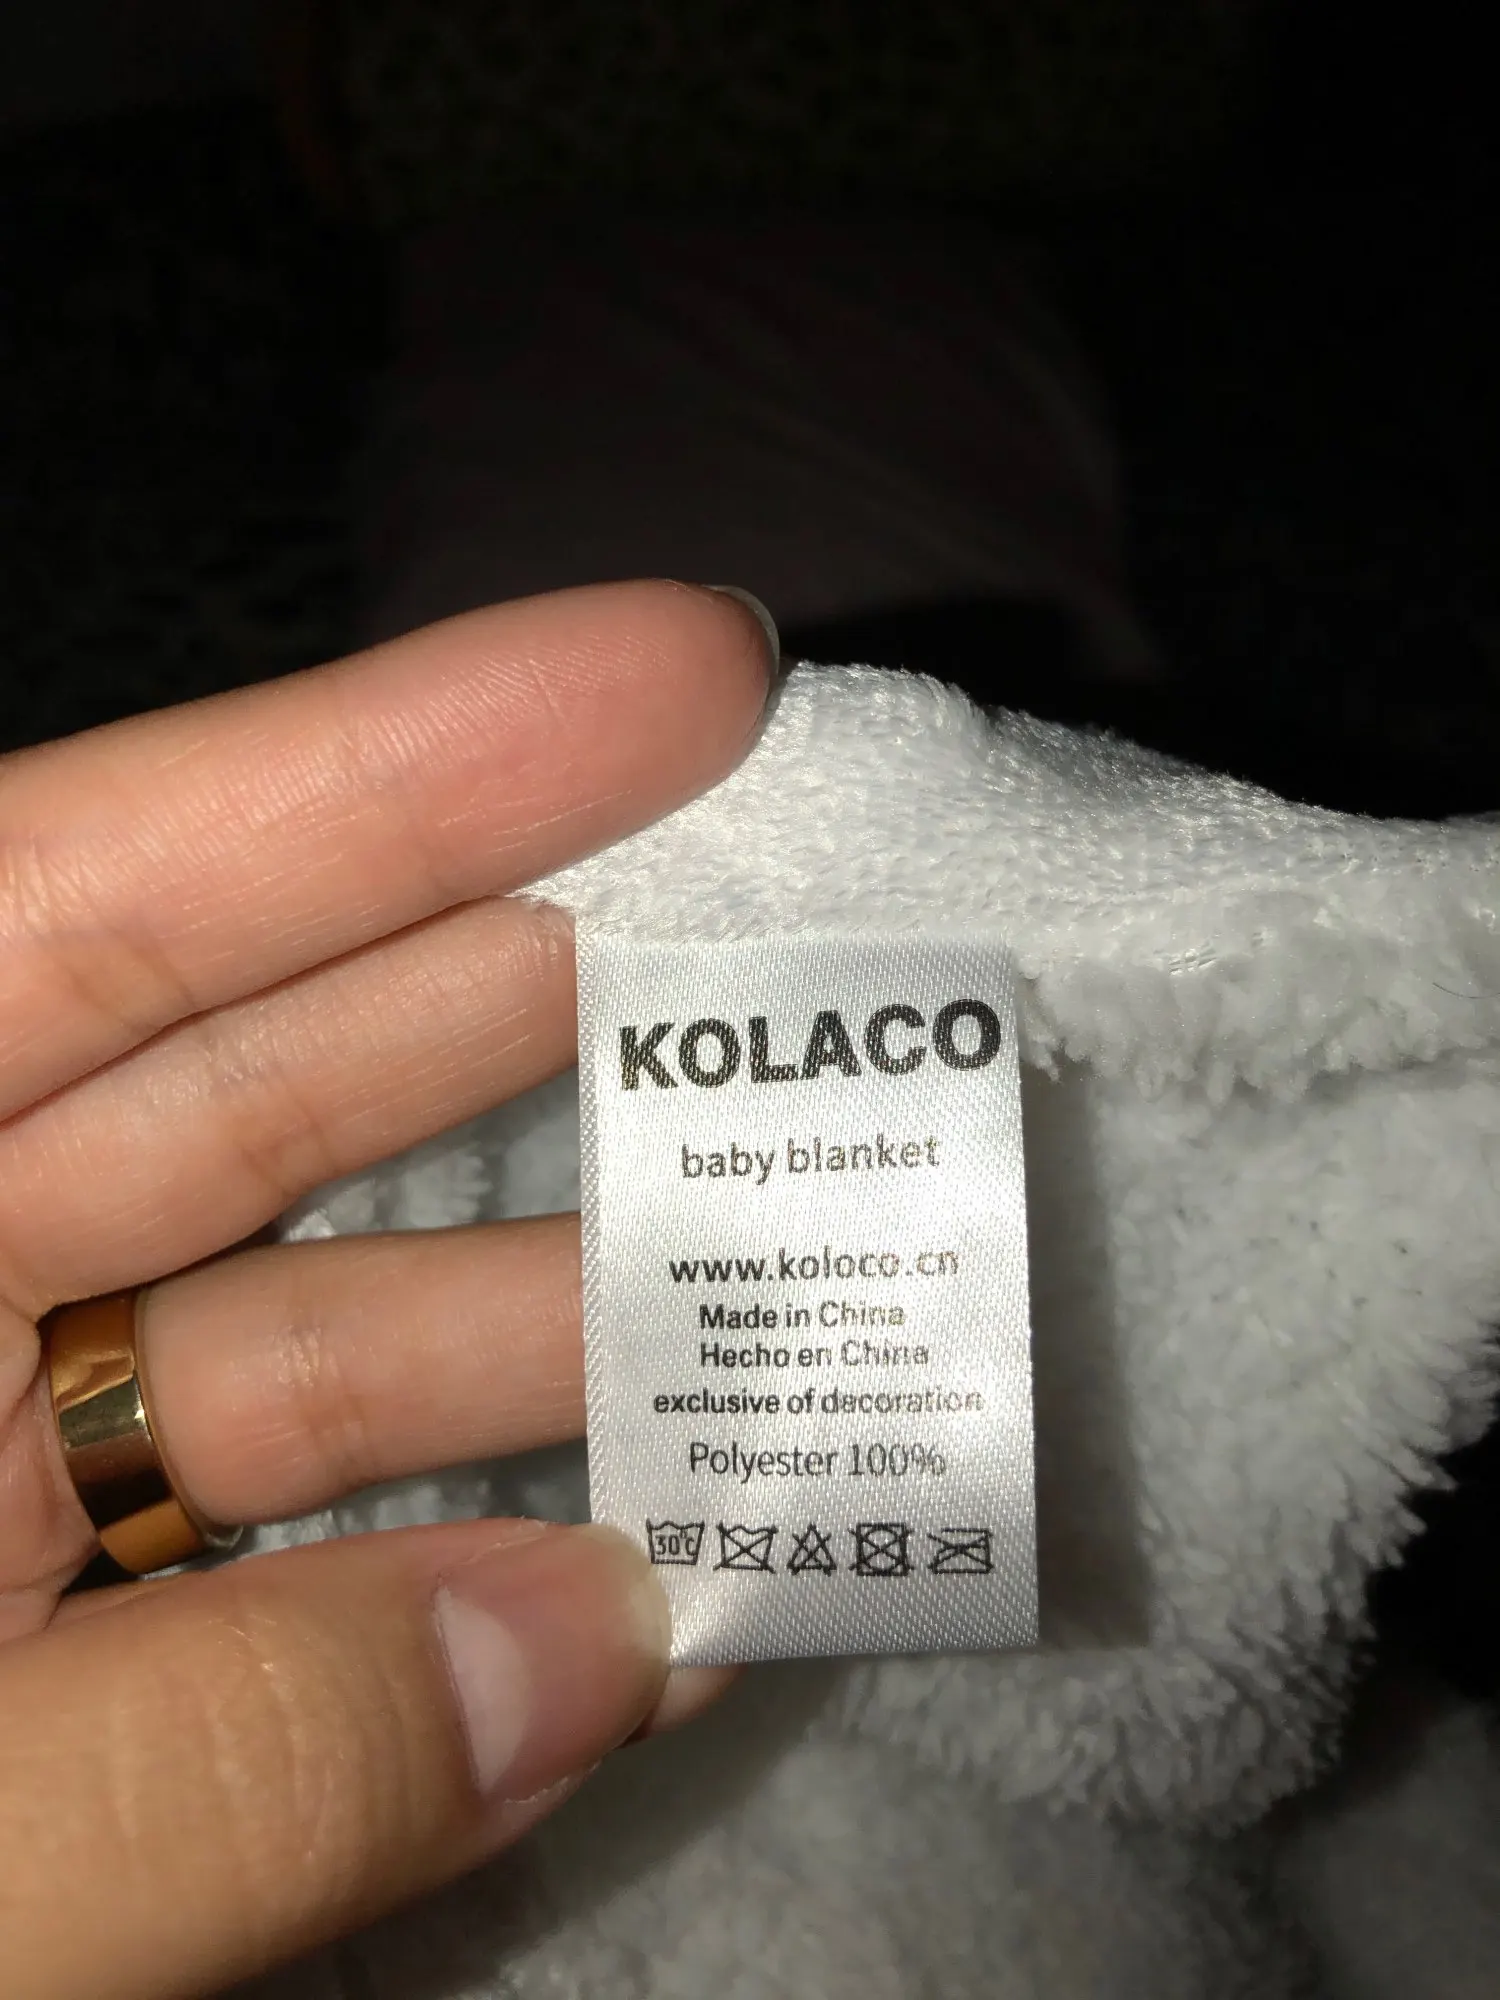 KOLACO
baby blanket
www.koloco.cn
Made in China
Hecho en China
exclusive of decoration
Polyester 100%
30°C